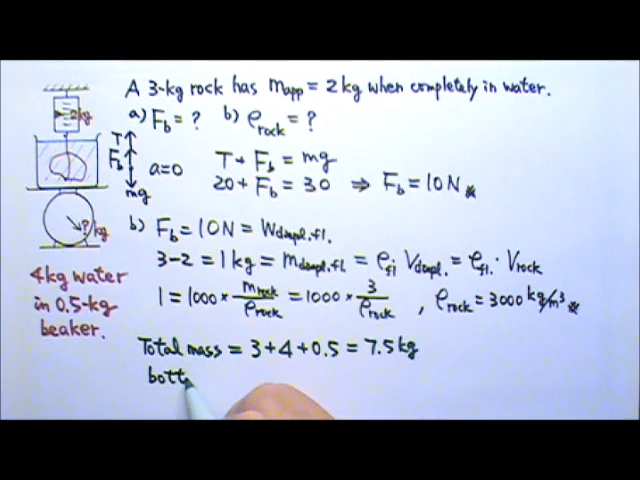 A 3-kg rock has mapp = 2 kg when completely in water.
a) Fb = ? b) ρrock = ?
2kg
T
Fb
mg
a=0
T + Fb = mg
20 + Fb = 30 ⇒ Fb = 10 N
? kg
b) Fb = 10N = Wdispl.fl.
3-2 = 1 kg = mdispl.fl. = ρfl Vdispl. = ρfl. · Vrock
1 = 1000 × mrock/ρrock = 1000 × 3/ρrock , ρrock = 3000 kg/m³
4kg water
in 0.5-kg
beaker.
Total mass = 3 + 4 + 0.5 = 7.5 kg
bott